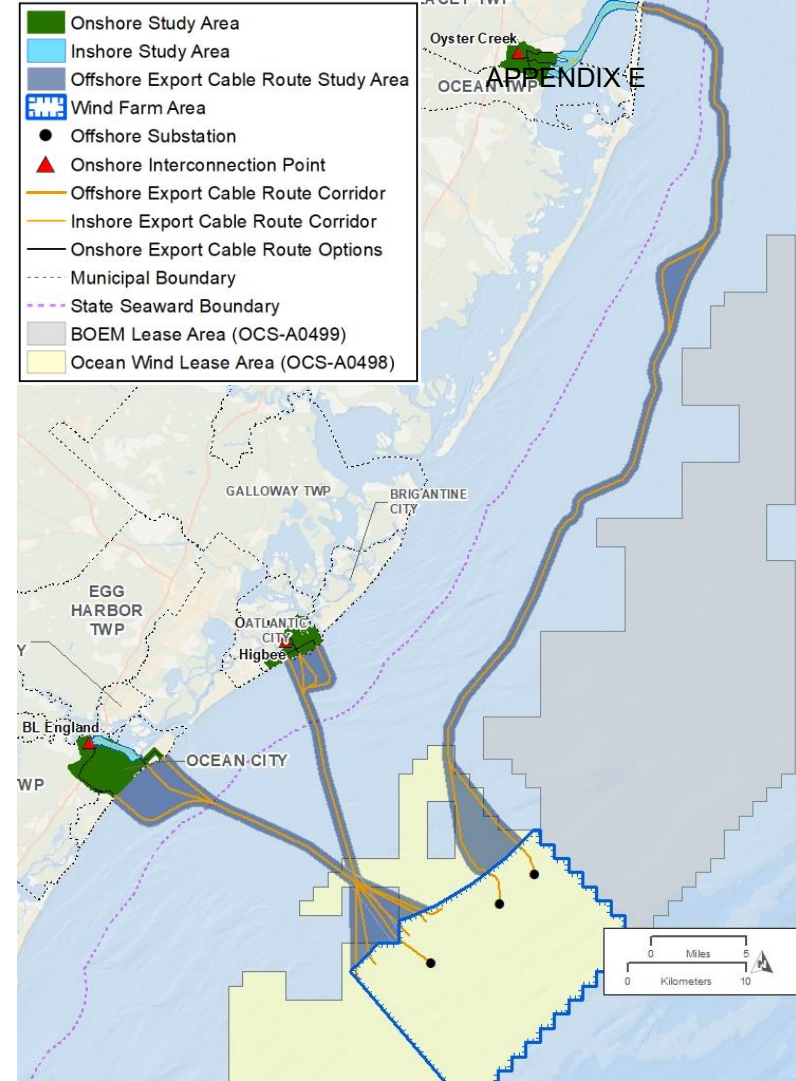 Onshore Study Area
Inshore Study Area
Offshore Export Cable Route Study Area
Wind Farm Area
Offshore Substation
Onshore Interconnection Point
Offshore Export Cable Route Corridor
Inshore Export Cable Route Corridor
Onshore Export Cable Route Options
Municipal Boundary
State Seaward Boundary
BOEM Lease Area (OCS-A0499)
Ocean Wind Lease Area (OCS-A0498)
Oyster Creek
APPENDIX E
OCEAN TWP
GALLOWAY TWP
BRIGANTINE
CITY
EGG
HARBOR
TWP
ATLANTIC
CITY
Higbee
BL England
OCEAN CITY
WP
0 Miles 5
0 Kilometers 10